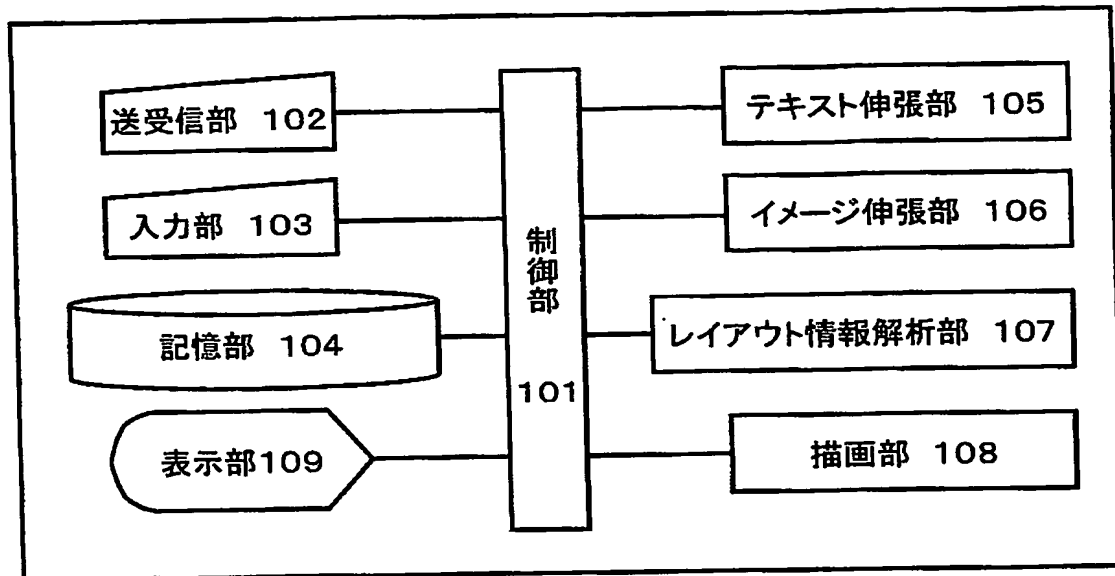 送受信部 102
入力部 103
記憶部 104
表示部109
制御部
101
テキスト伸張部 105
イメージ伸張部 106
レイアウト情報解析部 107
描画部 108